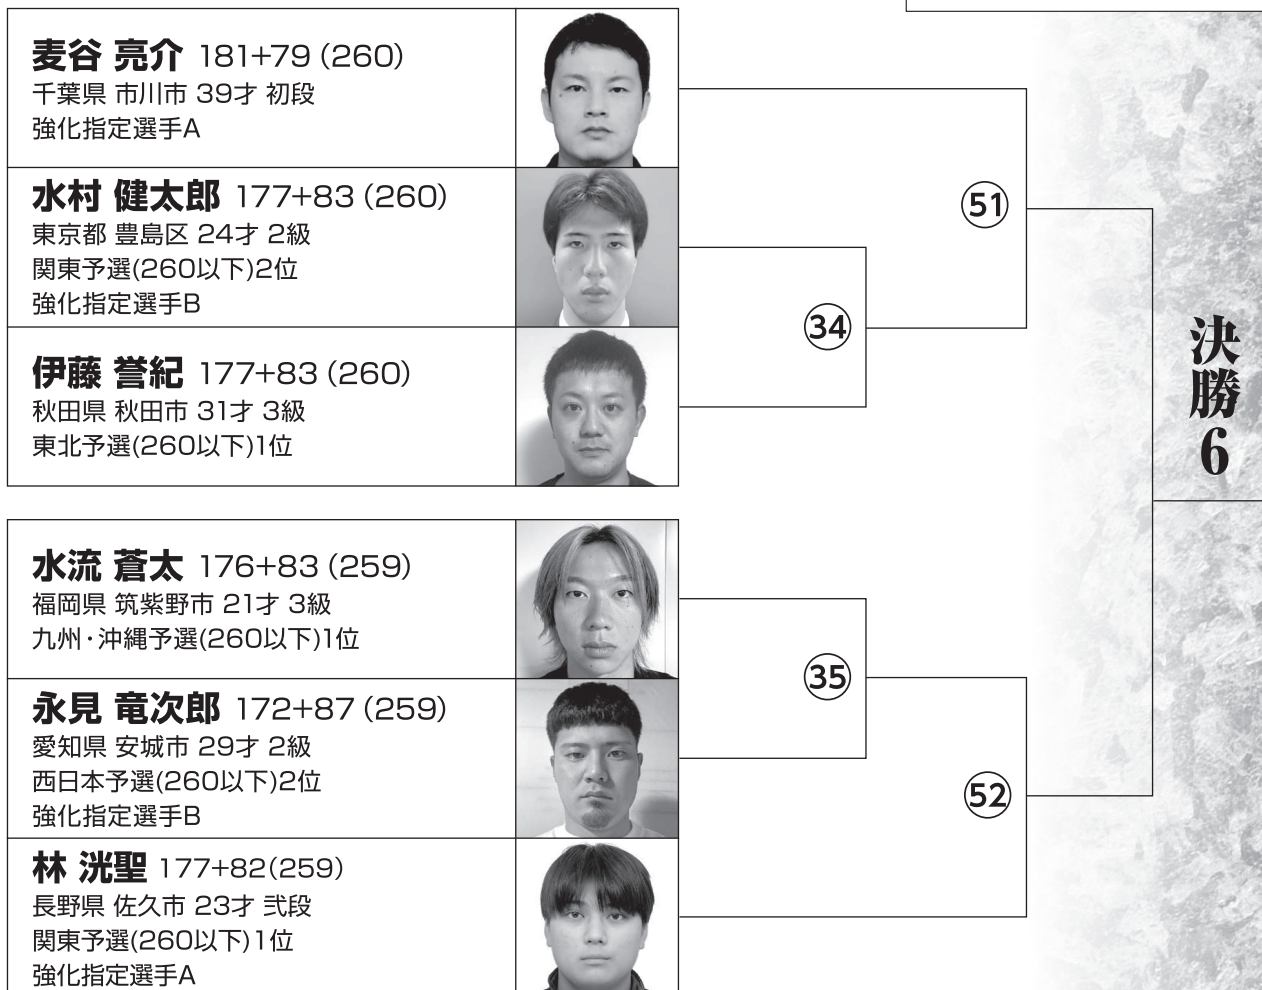 麦谷 亮介 181+79(260)
千葉県 市川市 39才 初段
強化指定選手A
水村 健太郎 177+83(260)
東京都 豊島区 24才 2級
関東予選(260以下)2位
強化指定選手B
伊藤 誉紀 177+83(260)
秋田県 秋田市 31才 3級
東北予選(260以下)1位
水流 蒼太 176+83(259)
福岡県 筑紫野市 21才 3級
九州・沖縄予選(260以下)1位
永見 竜次郎 172+87(259)
愛知県 安城市 29才 2級
西日本予選(260以下)2位
強化指定選手B
林 洸聖 177+82(259)
長野県 佐久市 23才 弐段
関東予選(260以下)1位
強化指定選手A
51
34
35
52
決勝6